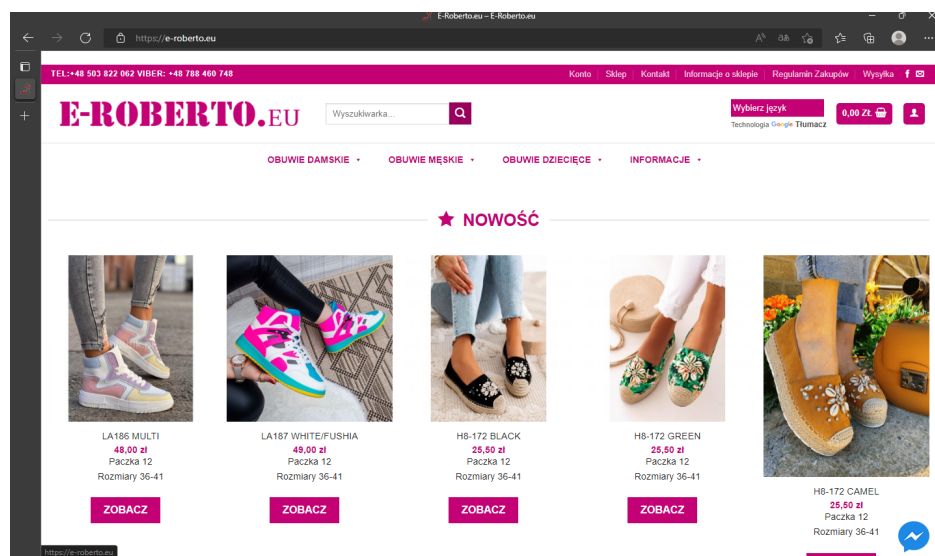 E-Roberto.eu – E-Roberto.eu
https://e-roberto.eu
TEL:+48 503 822 062 VIBER: +48 788 460 748
Konto Sklep Kontakt Informacje o sklepie Regulamin Zakupów Wysyłka
E-ROBERTO.EU
Wyszukiwarka...
Wybierz język
Technologia Google Tłumacz
0,00 ZŁ
OBUWIE DAMSKIE OBUWIE MĘSKIE OBUWIE DZIECIĘCE INFORMACJE
NOWOŚĆ
LA186 MULTI
48,00 zł
Paczka 12
Rozmiary 36-41
ZOBACZ
LA187 WHITE/FUSHIA
49,00 zł
Paczka 12
Rozmiary 36-41
ZOBACZ
H8-172 BLACK
25,50 zł
Paczka 12
Rozmiary 36-41
ZOBACZ
H8-172 GREEN
25,50 zł
Paczka 12
Rozmiary 36-41
ZOBACZ
H8-172 CAMEL
25,50 zł
Paczka 12
Rozmiary 36-41
https://e-roberto.eu